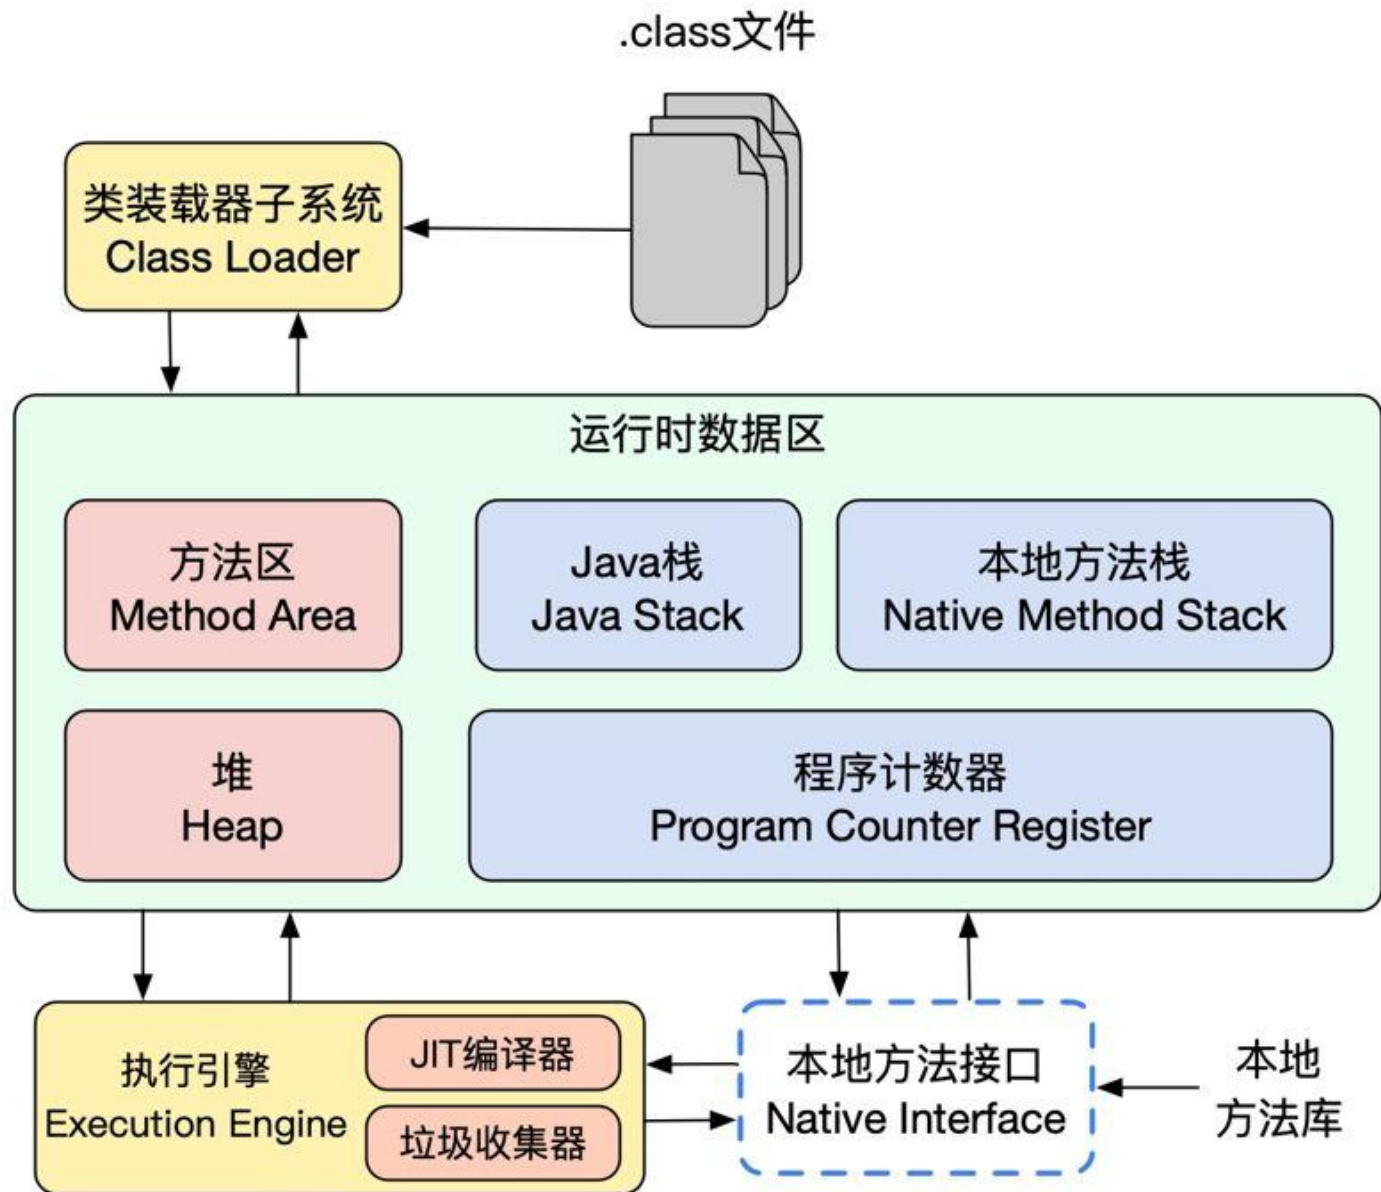 .class文件
类装载器子系统
Class Loader
运行时数据区
方法区
Method Area
Java栈
Java Stack
本地方法栈
Native Method Stack
堆
Heap
程序计数器
Program Counter Register
执行引擎
Execution Engine
JIT编译器
垃圾收集器
本地方法接口
Native Interface
本地
方法库